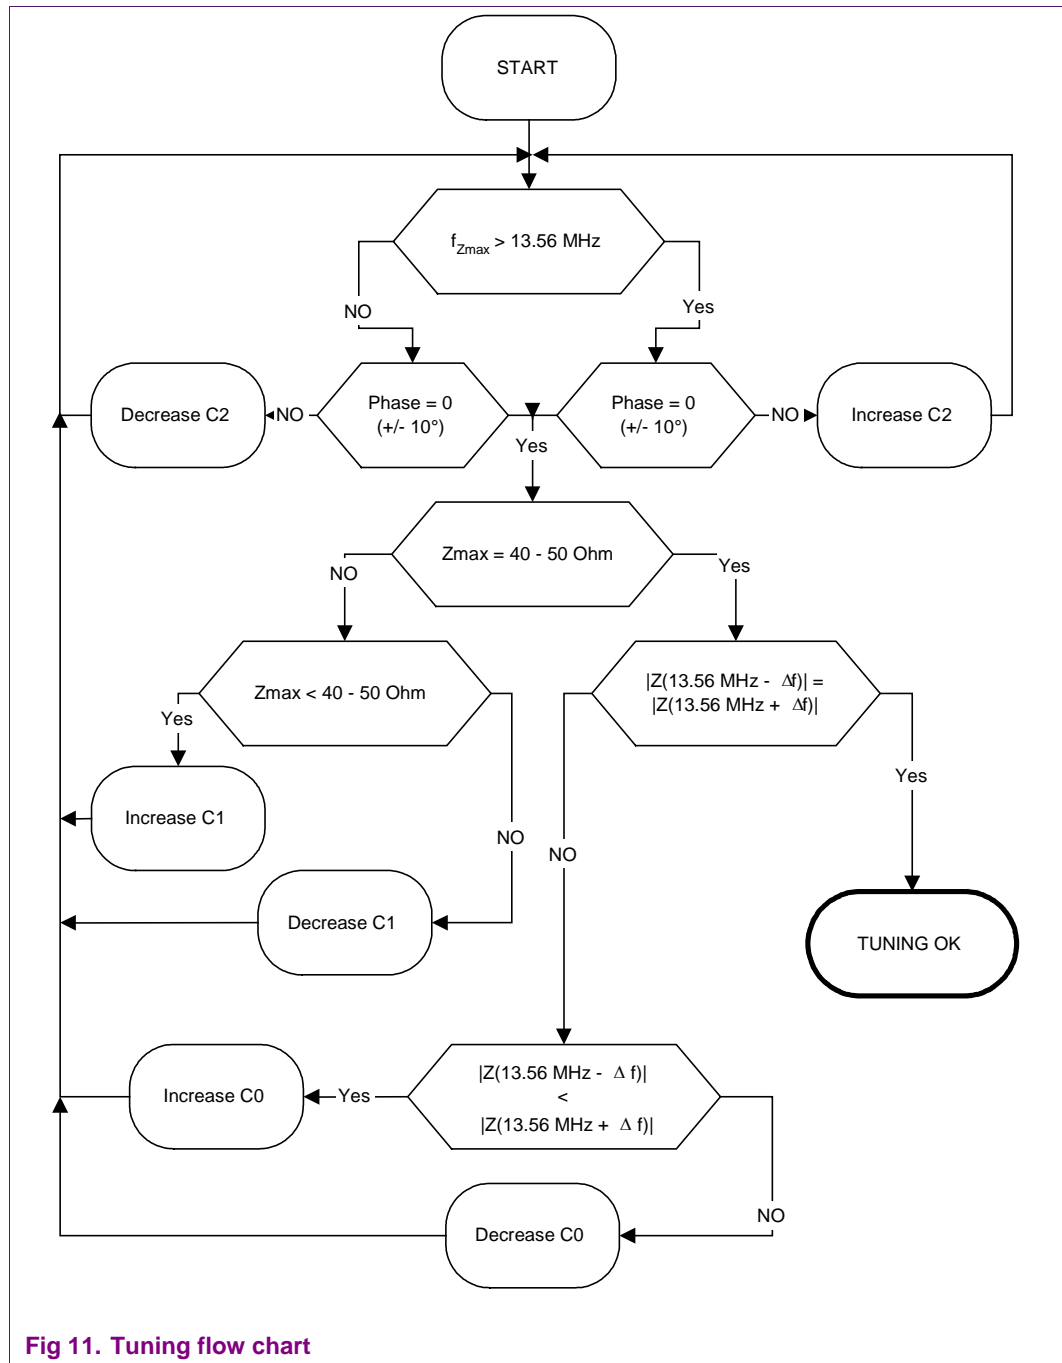 START
fZmax > 13.56 MHz
NO
Yes
Decrease C2
NO
Phase = 0
(+/- 10°)
Yes
Phase = 0
(+/- 10°)
NO
Increase C2
Zmax = 40 - 50 Ohm
NO
Yes
Zmax < 40 - 50 Ohm
|Z(13.56 MHz - Δf)| =
|Z(13.56 MHz + Δf)|
Yes
Increase C1
NO
NO
Yes
Decrease C1
TUNING OK
Increase C0
Yes
|Z(13.56 MHz - Δ f)|
<
|Z(13.56 MHz + Δ f)|
NO
Decrease C0
Fig 11. Tuning flow chart